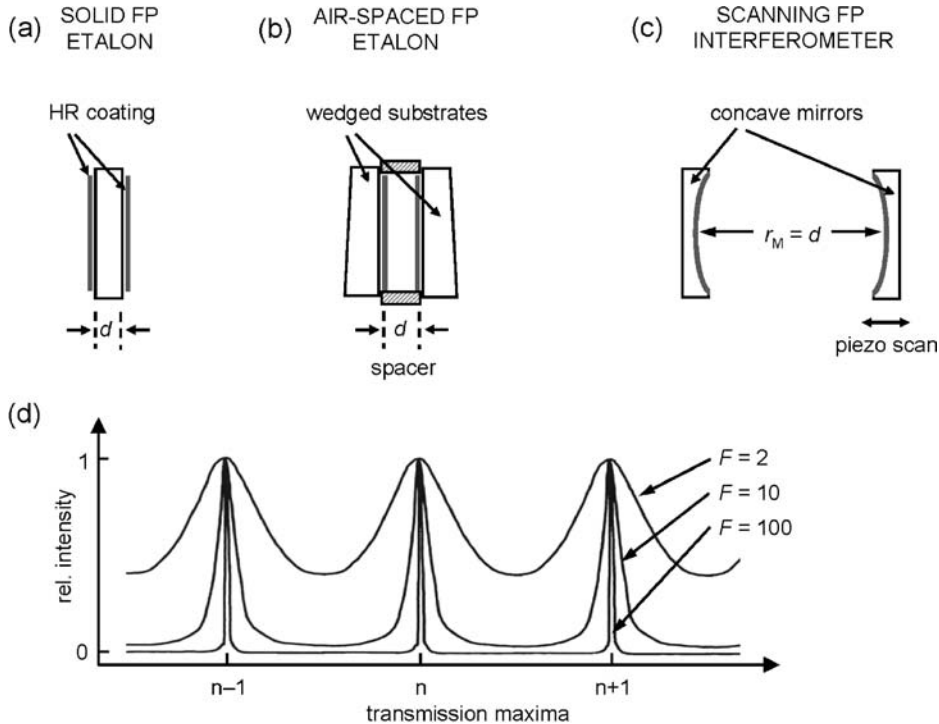 (a)
SOLID FP
ETALON
(b)
AIR-SPACED FP
ETALON
(c)
SCANNING FP
INTERFEROMETER
HR coating
wedged substrates
concave mirrors
r_M = d
d
d
spacer
piezo scan
(d)
1
rel. intensity
0
F = 2
F = 10
F = 100
n–1
n
n+1
transmission maxima